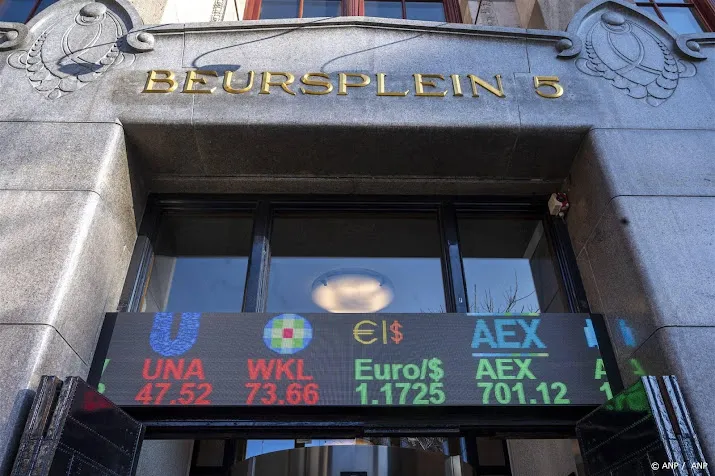 BEURSPLEIN 5
€|$ AEX
UNA WKL Euro/$ AEX
47.52 73.66 1.1725 701.12
© ANP / ANP